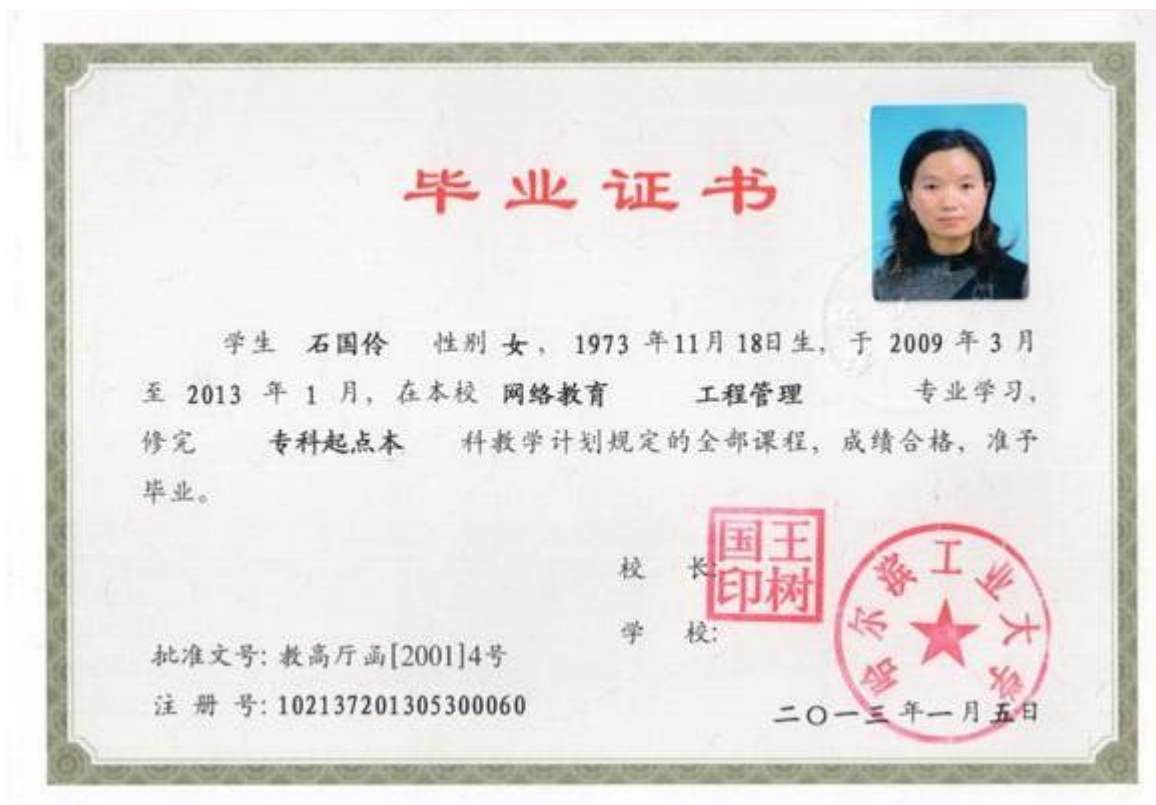 毕业证书
学生 石国伶 性别 女，1973 年11月18日生，于 2009 年 3 月
至 2013 年 1 月，在本校 网络教育 工程管理 专业学习，
修完 专科起点本 科教学计划规定的全部课程，成绩合格，准予
毕业。
校 长:
国王
印树
学 校:
哈尔滨工业大学
批准文号: 教高厅函[2001]4号
注 册 号: 102137201305300060
二〇一三年一月五日